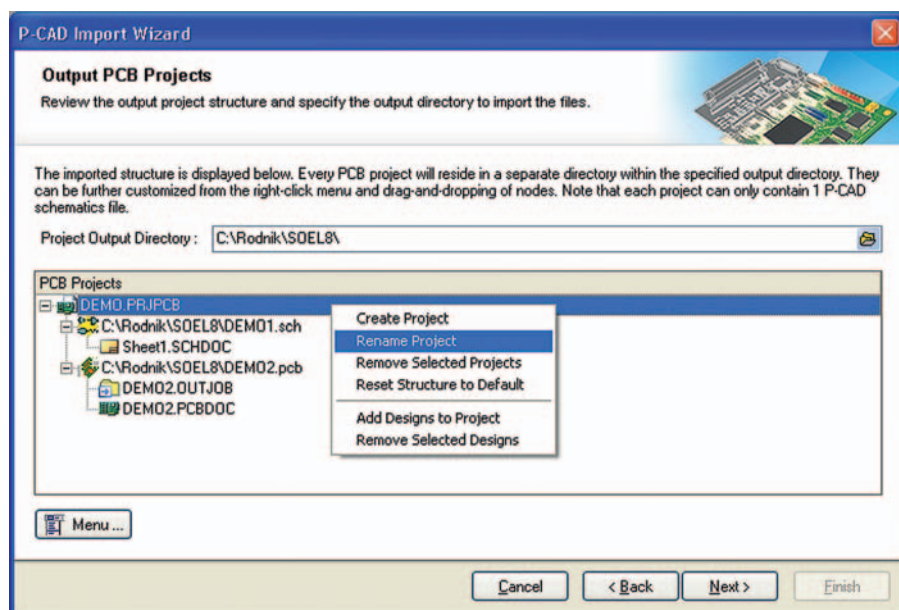 P-CAD Import Wizard
Output PCB Projects
Review the output project structure and specify the output directory to import the files.
The imported structure is displayed below. Every PCB project will reside in a separate directory within the specified output directory. They
can be further customized from the right-click menu and drag-and-dropping of nodes. Note that each project can only contain 1 P-CAD
schematics file.
Project Output Directory : C:\Rodnik\SOEL8\
PCB Projects
DEMO.PRJPCB
C:\Rodnik\SOEL8\DEMO1.sch
Sheet1.SCHDOC
C:\Rodnik\SOEL8\DEMO2.pcb
DEMO2.OUTJOB
DEMO2.PCBDOC
Create Project
Rename Project
Remove Selected Projects
Reset Structure to Default
Add Designs to Project
Remove Selected Designs
Menu ...
Cancel < Back Next > Finish